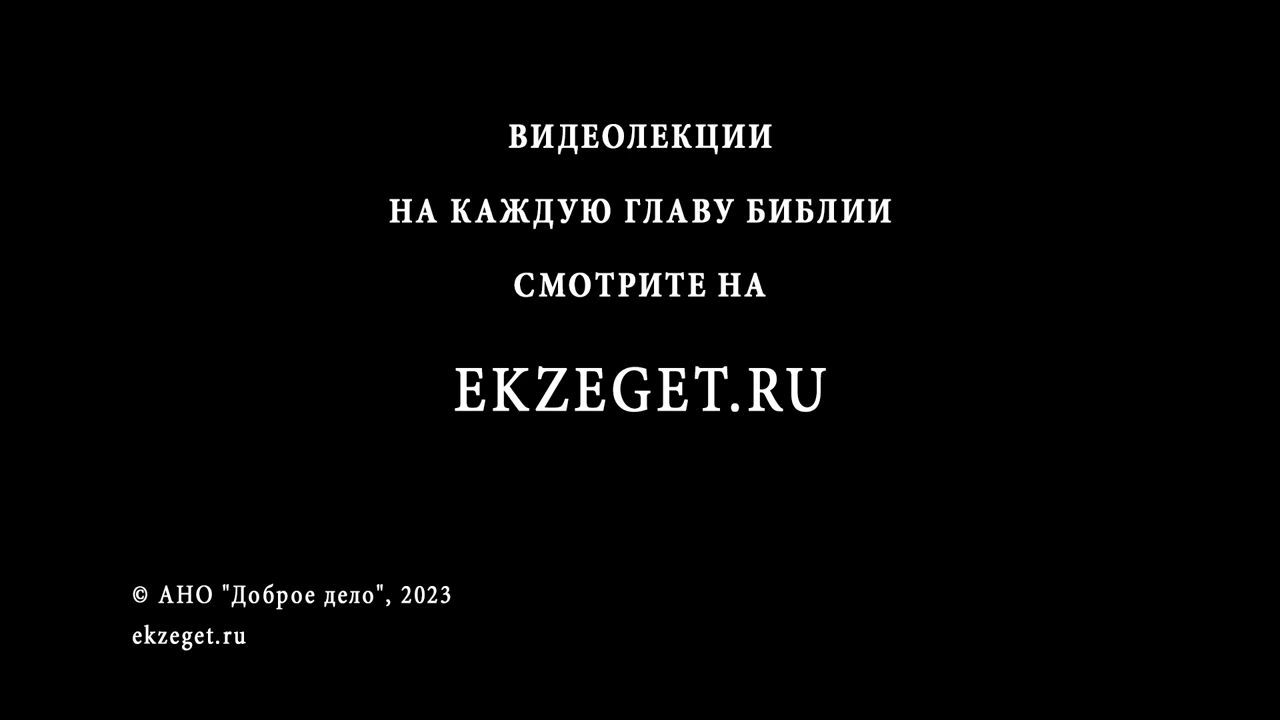 ВИДЕОЛЕКЦИИ
НА КАЖДУЮ ГЛАВУ БИБЛИИ
СМОТРИТЕ НА
EKZEGET.RU
© АНО "Доброе дело", 2023
ekzeget.ru